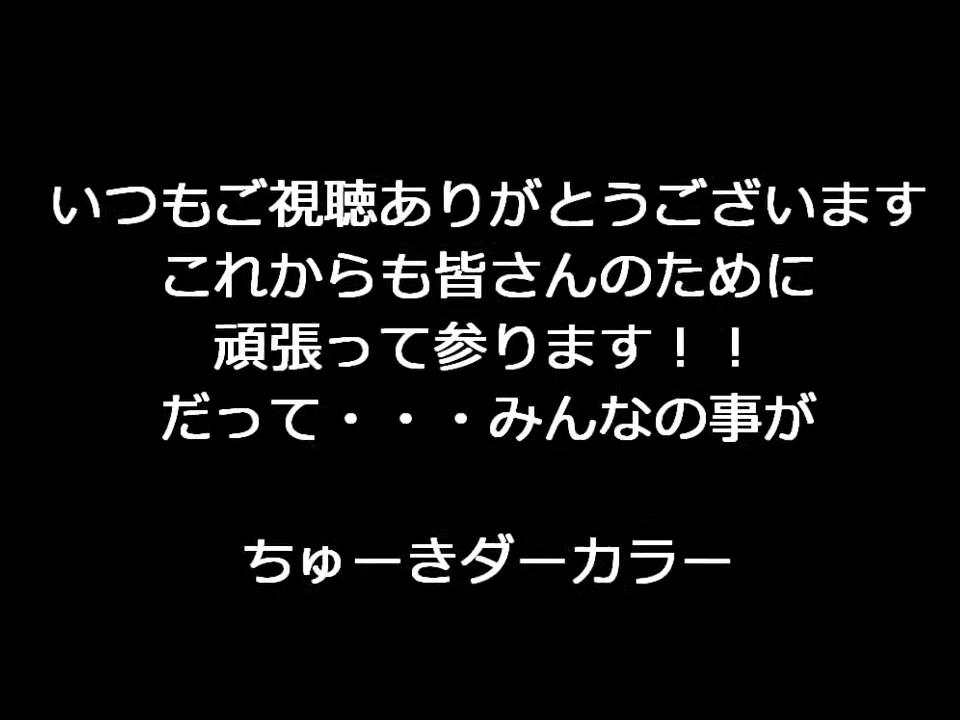 いつもご視聴ありがとうございます
これからも皆さんのために
頑張って参ります！！
だって・・・みんなの事が
ちゅーきダーカラー